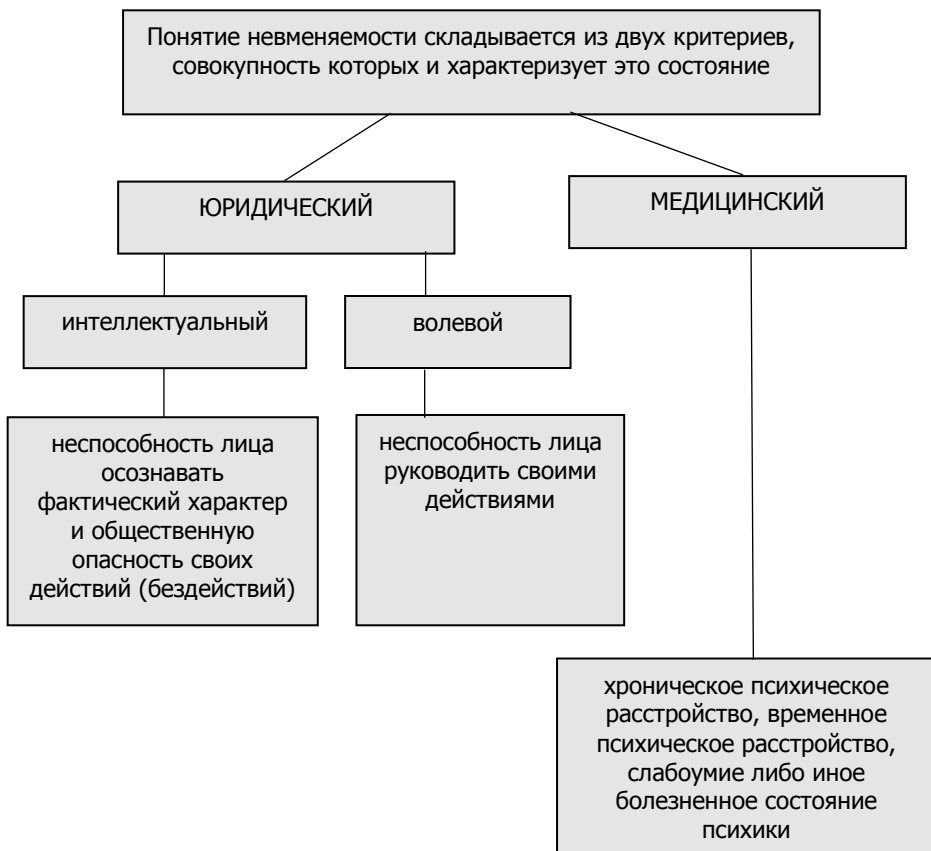 Понятие невменяемости складывается из двух критериев,
совокупность которых и характеризует это состояние
ЮРИДИЧЕСКИЙ
МЕДИЦИНСКИЙ
интеллектуальный
волевой
неспособность лица
осознавать
фактический характер
и общественную
опасность своих
действий (бездействий)
неспособность лица
руководить своими
действиями
хроническое психическое
расстройство, временное
психическое расстройство,
слабоумие либо иное
болезненное состояние
психики